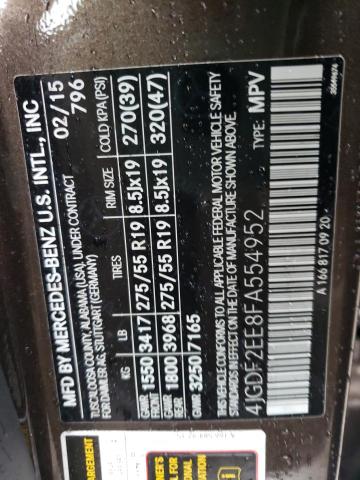 MFD BY MERCEDES-BENZ U.S. INTL., INC
TUSCALOOSA COUNTY, ALABAMA (USA) UNDER CONTRACT
FOR DAIMLER AG, STUTTGART (GERMANY)
02/15
796
KG LB TIRES RIM SIZE COLD KPA (PSI)
GAWR 1550 3417 275/55 R19 8.5Jx19 270(39)
FRONT
GAWR 1800 3968 275/55 R19 8.5Jx19 320(47)
REAR
GVWR 3250 7165
THIS VEHICLE CONFORMS TO ALL APPLICABLE FEDERAL MOTOR VEHICLE SAFETY
STANDARDS IN EFFECT ON THE DATE OF MANUFACTURE SHOWN ABOVE.
4JGDF2EE8FA554952
TYPE: MPV
A 166 817 09 20